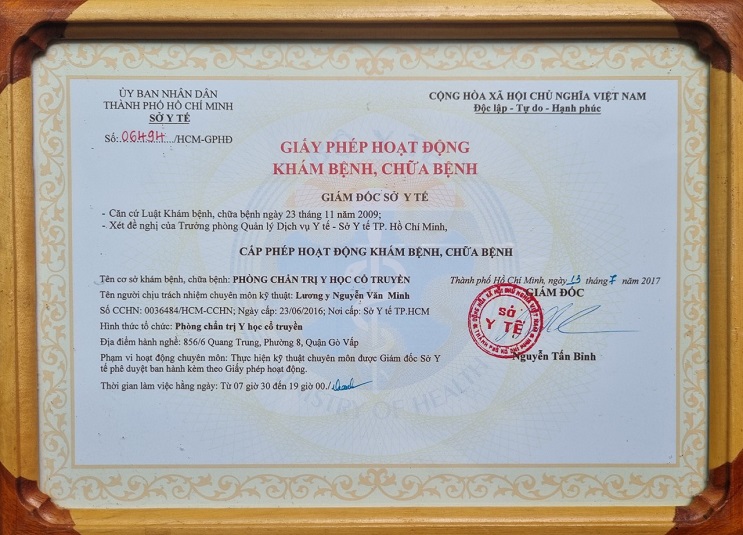 ỦY BAN NHÂN DÂN
THÀNH PHỐ HỒ CHÍ MINH
SỞ Y TẾ
Số:.06494/HCM-GPHĐ
CỘNG HÒA XÃ HỘI CHỦ NGHĨA VIỆT NAM
Độc lập - Tự do - Hạnh phúc
GIẤY PHÉP HOẠT ĐỘNG
KHÁM BỆNH, CHỮA BỆNH
GIÁM ĐỐC SỞ Y TẾ
- Căn cứ Luật Khám bệnh, chữa bệnh ngày 23 tháng 11 năm 2009;
- Xét đề nghị của Trưởng phòng Quản lý Dịch vụ Y tế - Sở Y tế TP. Hồ Chí Minh,
CẤP PHÉP HOẠT ĐỘNG KHÁM BỆNH, CHỮA BỆNH
Tên cơ sở khám bệnh, chữa bệnh: PHÒNG CHẨN TRỊ Y HỌC CỔ TRUYỀN
Tên người chịu trách nhiệm chuyên môn kỹ thuật: Lương y Nguyễn Văn Minh
Số CCHN: 0036484/HCM-CCHN; Ngày cấp: 23/06/2016; Nơi cấp: Sở Y tế TP.HCM
Hình thức tổ chức: Phòng chẩn trị Y học cổ truyền
Địa điểm hành nghề: 856/6 Quang Trung, Phường 8, Quận Gò Vấp
Phạm vi hoạt động chuyên môn: Thực hiện kỹ thuật chuyên môn được Giám đốc Sở Y
tế phê duyệt ban hành kèm theo Giấy phép hoạt động.
Thời gian làm việc hằng ngày: Từ 07 giờ 30 đến 19 giờ 00./.
Thành phố Hồ Chí Minh, ngày 13 tháng 7 năm 2017
GIÁM ĐỐC
SỞ
Y TẾ
Nguyễn Tấn Bỉnh
MINISTRY OF HEALTH